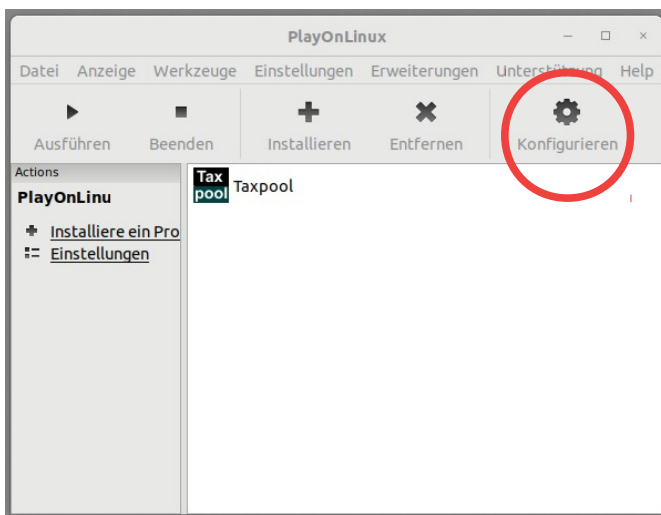 PlayOnLinux
Datei Anzeige Werkzeuge Einstellungen Erweiterungen Unterstützung Help
Ausführen Beenden Installieren Entfernen Konfigurieren
Actions
PlayOnLinu
Installiere ein Pro
Einstellungen
Tax
pool
Taxpool